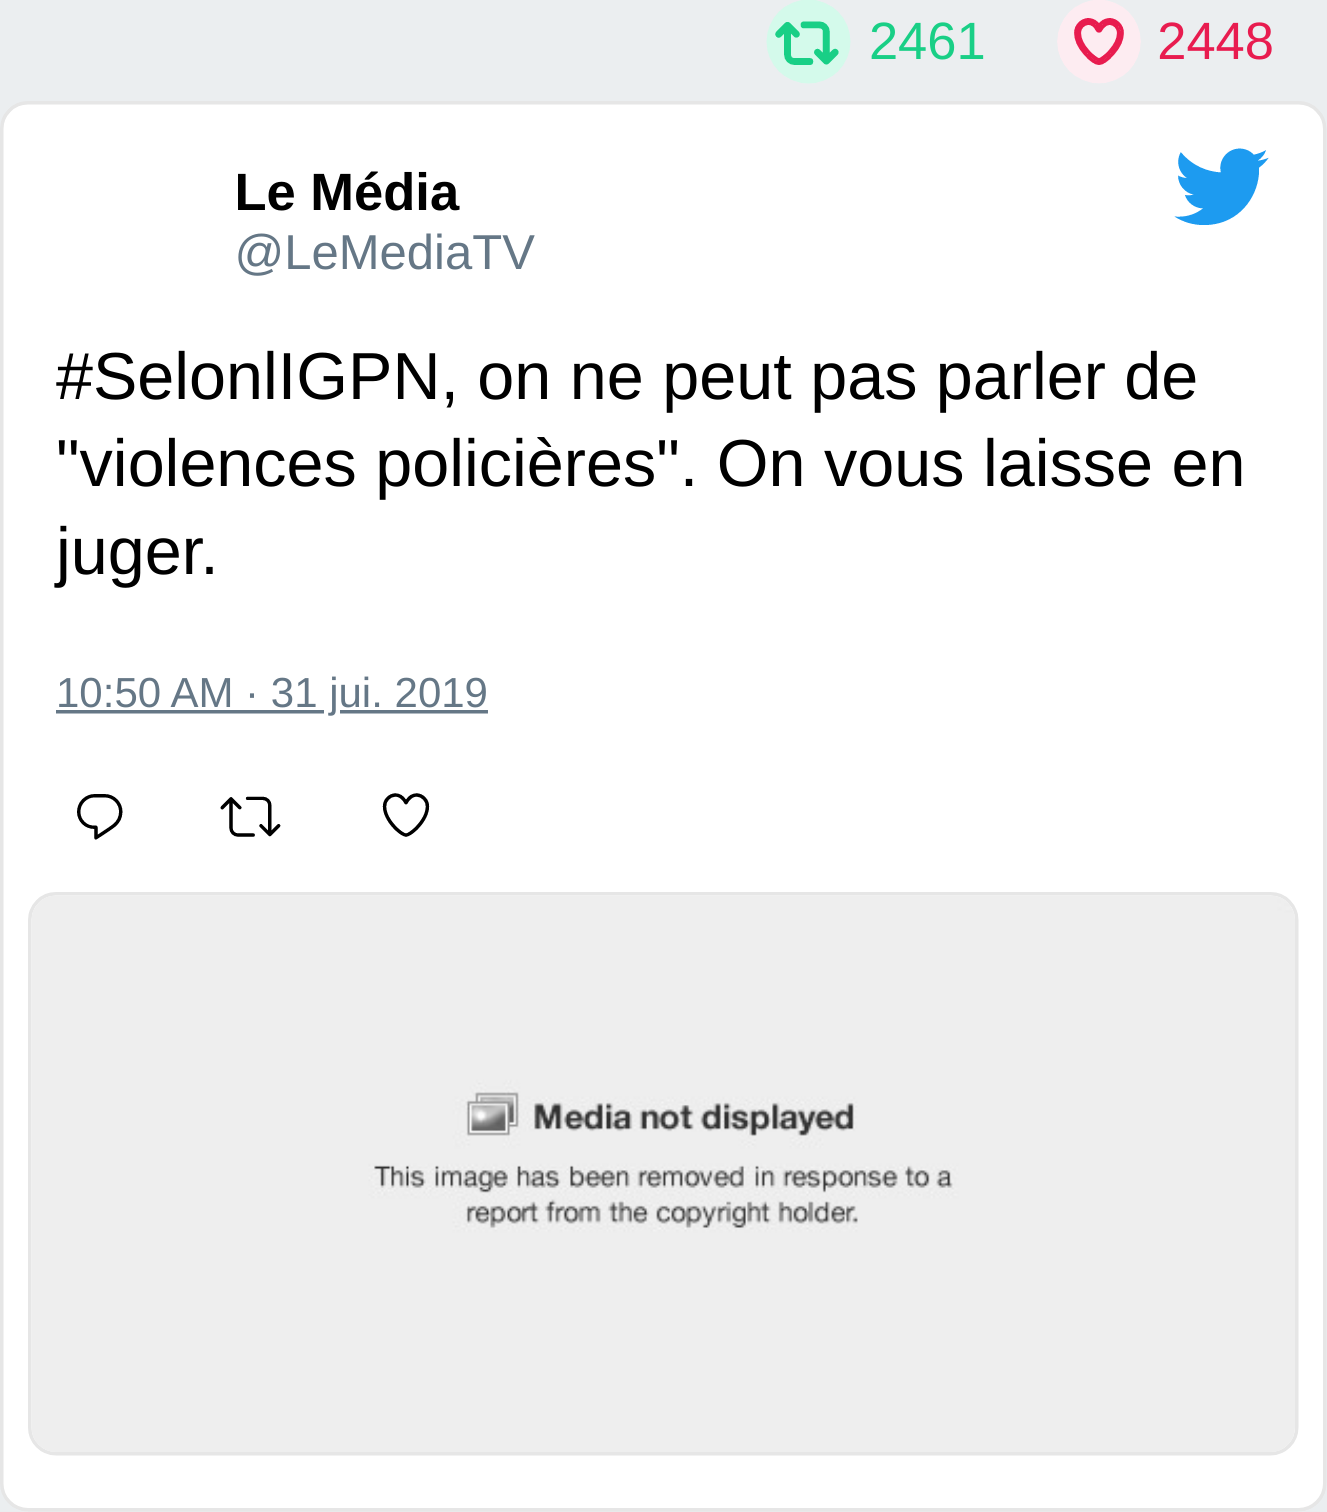 2461 2448
Le Média
@LeMediaTV
#SelonlIGPN, on ne peut pas parler de
"violences policières". On vous laisse en
juger.
10:50 AM · 31 jui. 2019
Media not displayed
This image has been removed in response to a
report from the copyright holder.